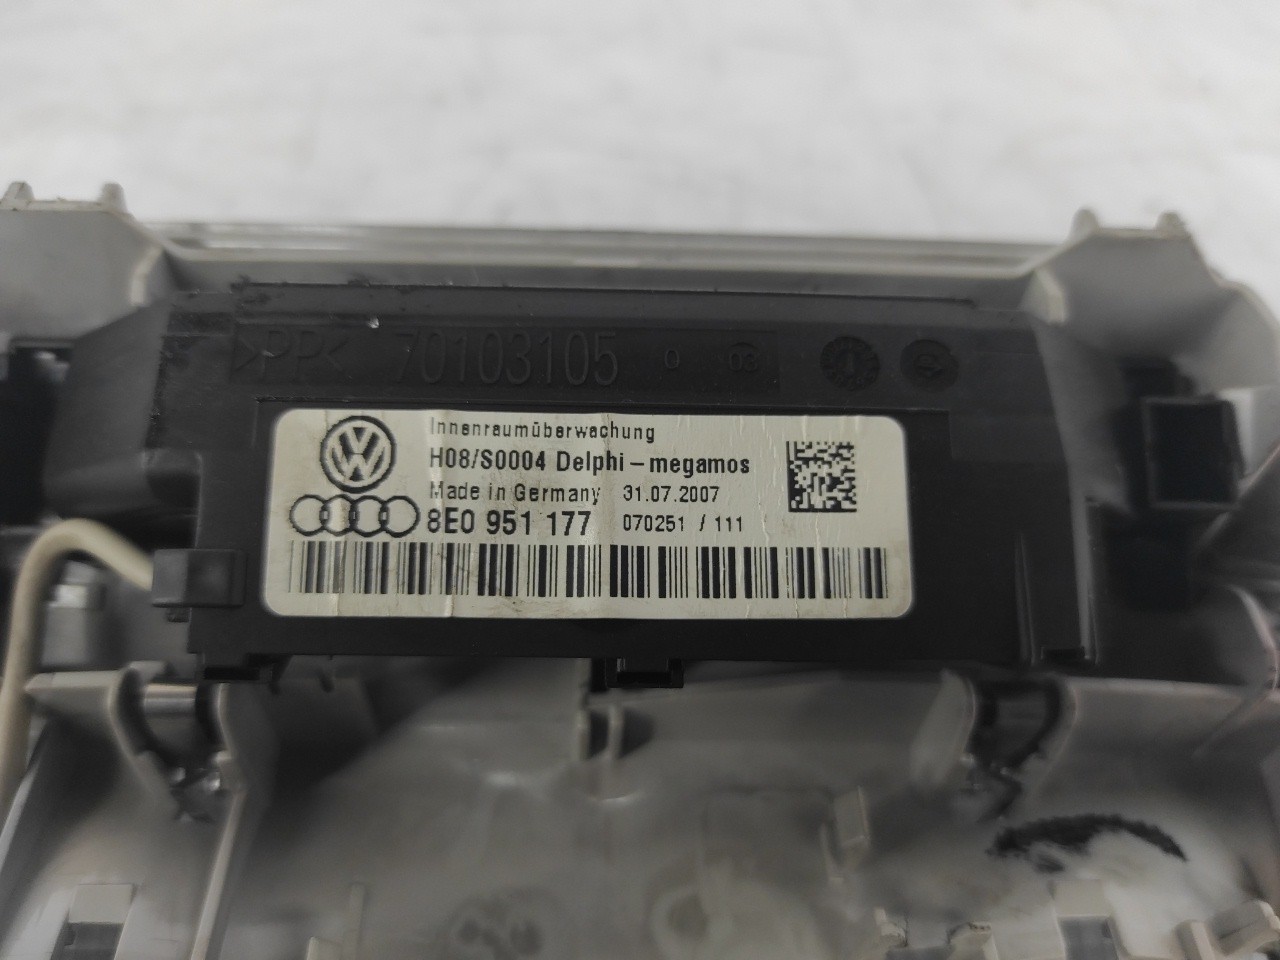 >PP< 70103105 0 03
Innenraumüberwachung
H08/S0004 Delphi – megamos
Made in Germany 31.07.2007
8E0 951 177 070251 / 111